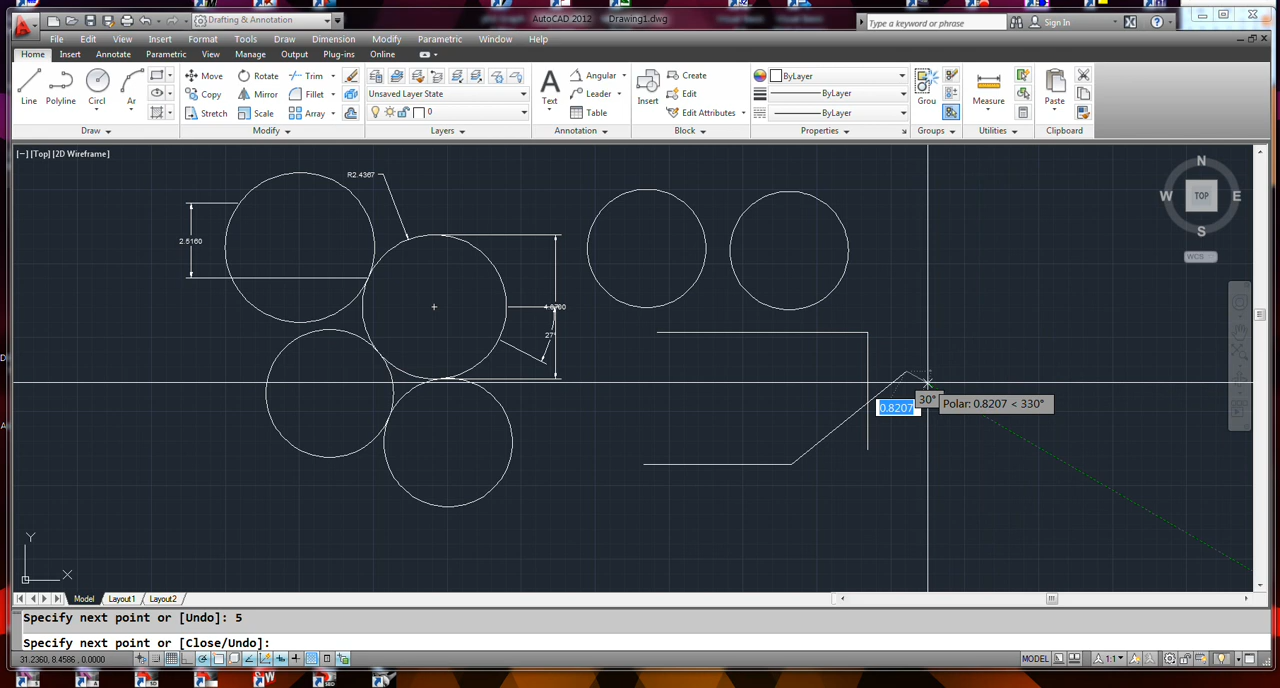 Drafting & Annotation
AutoCAD 2012 Drawing1.dwg
Type a keyword or phrase
Sign In
File Edit View Insert Format Tools Draw Dimension Modify Parametric Window Help
Home Insert Annotate Parametric View Manage Output Plug-ins Online
Move Rotate Trim
Copy Mirror Fillet
Stretch Scale Array
Line Polyline Circl Ar
Unsaved Layer State
0
Text
Angular
Leader
Table
Insert
Create
Edit
Edit Attributes
ByLayer
ByLayer
ByLayer
Grou
Measure
Paste
Draw Modify Layers Annotation Block Properties Groups Utilities Clipboard
[−] [Top] [2D Wireframe]
R2.4367
2.5160
27°
N
W TOP E
S
WCS
0.8207
30°
Polar: 0.8207 < 330°
Y
X
Model Layout1 Layout2
Specify next point or [Undo]: 5
Specify next point or [Close/Undo]:
31.2360, 8.4586, 0.0000
MODEL
1:1